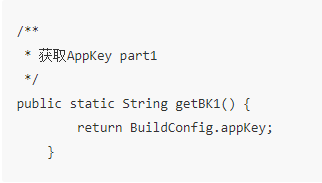 /**
 * 获取AppKey part1
 */
public static String getBK1() {
        return BuildConfig.appKey;
    }